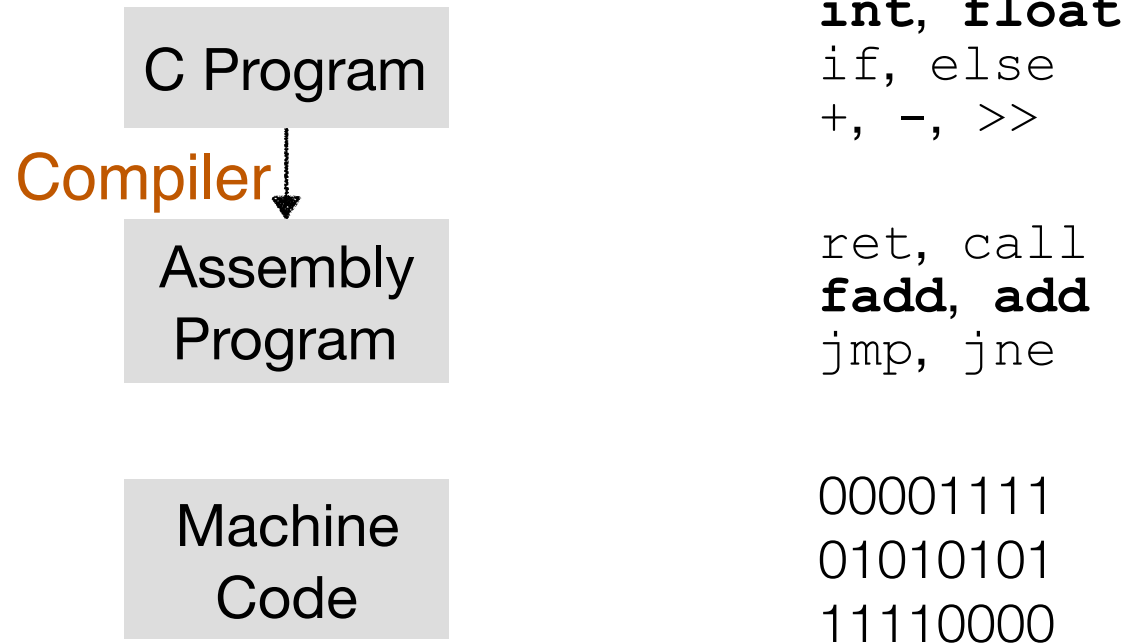 C Program
int, float
if, else
+, -, >>
Compiler
Assembly
Program
ret, call
fadd, add
jmp, jne
Machine
Code
00001111
01010101
11110000